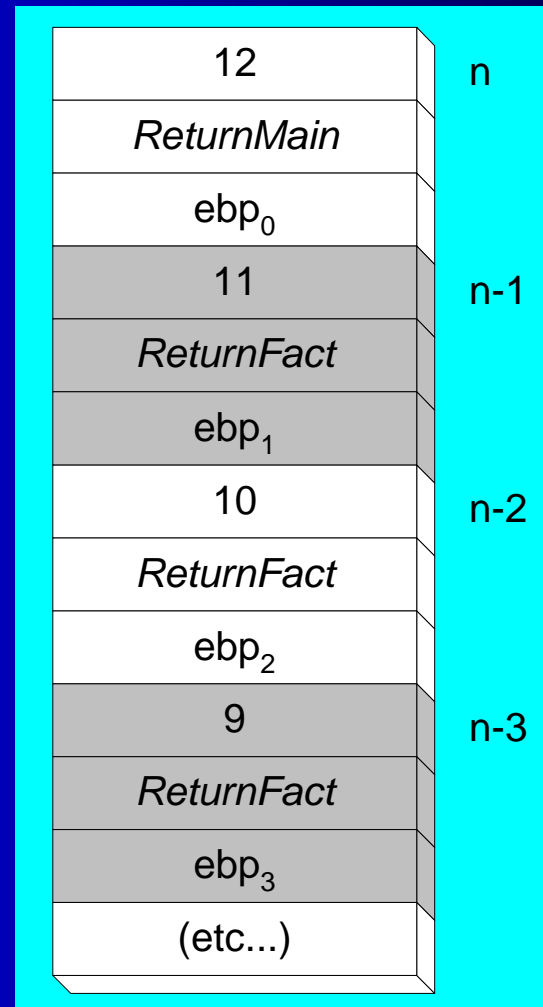 12 n
ReturnMain
ebp₀
11 n-1
ReturnFact
ebp₁
10 n-2
ReturnFact
ebp₂
9 n-3
ReturnFact
ebp₃
(etc...)